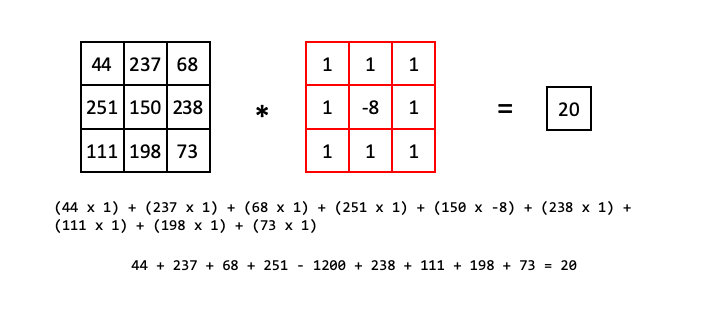 44 237 68 1 1 1
251 150 238 * 1 -8 1 = 20
111 198 73 1 1 1
(44 x 1) + (237 x 1) + (68 x 1) + (251 x 1) + (150 x -8) + (238 x 1) +
(111 x 1) + (198 x 1) + (73 x 1)
44 + 237 + 68 + 251 - 1200 + 238 + 111 + 198 + 73 = 20